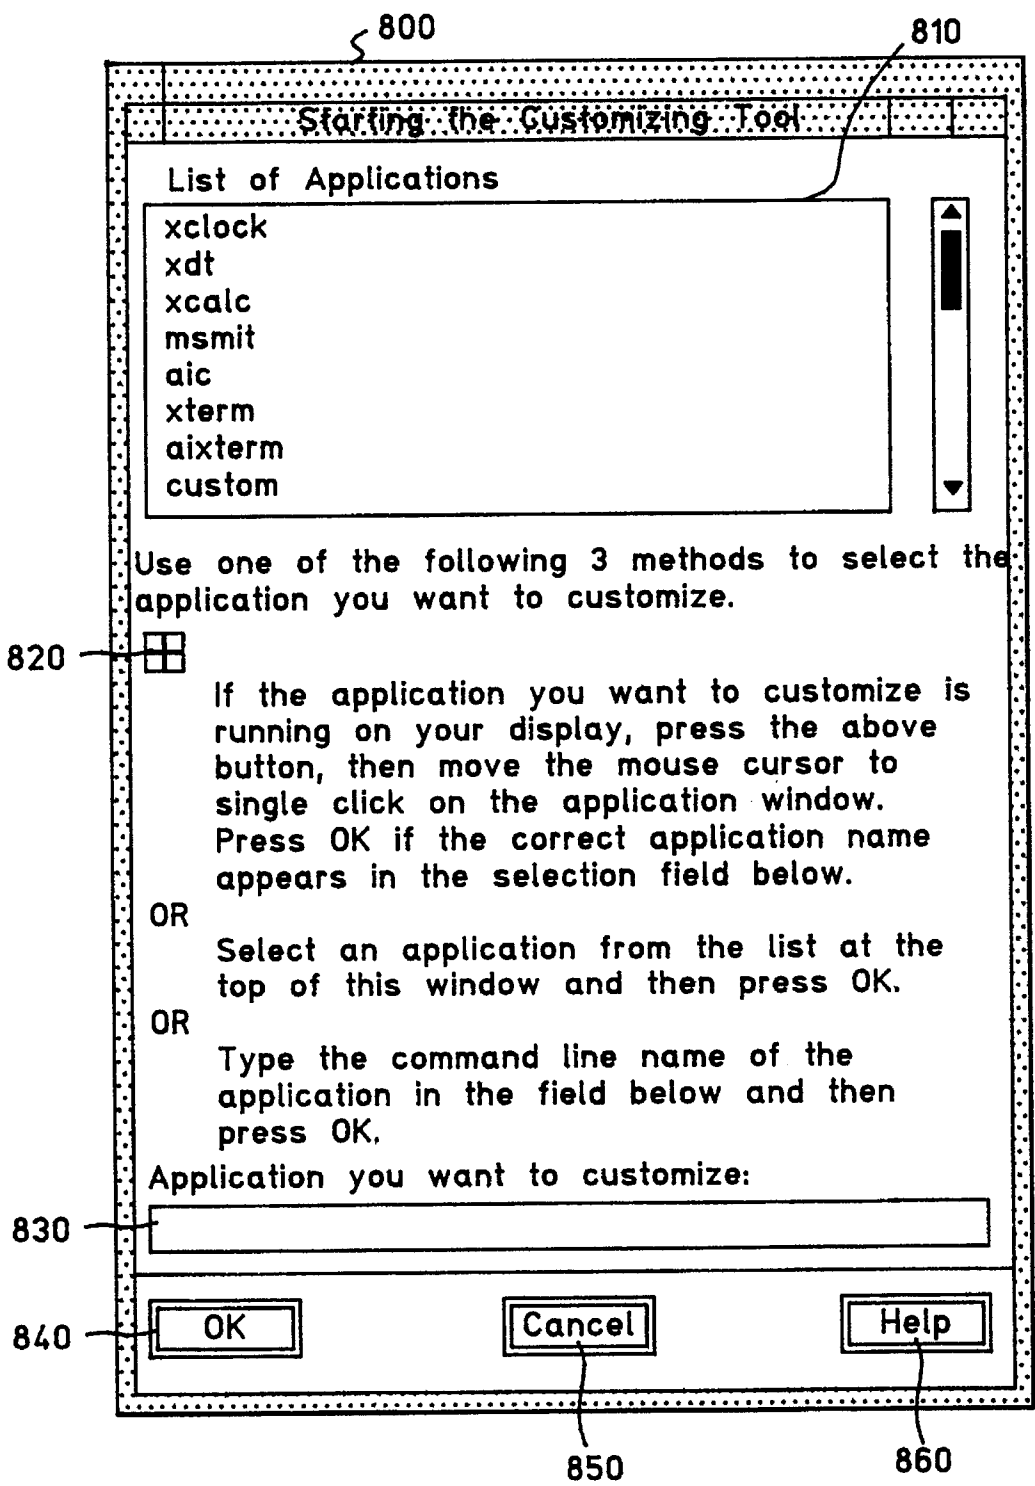 800
810
Starting the Customizing Tool
List of Applications
xclock
xdt
xcalc
msmit
aic
xterm
aixterm
custom
Use one of the following 3 methods to select the
application you want to customize.
820
If the application you want to customize is
running on your display, press the above
button, then move the mouse cursor to
single click on the application window.
Press OK if the correct application name
appears in the selection field below.
OR
Select an application from the list at the
top of this window and then press OK.
OR
Type the command line name of the
application in the field below and then
press OK.
Application you want to customize:
830
840
OK
Cancel
Help
850
860